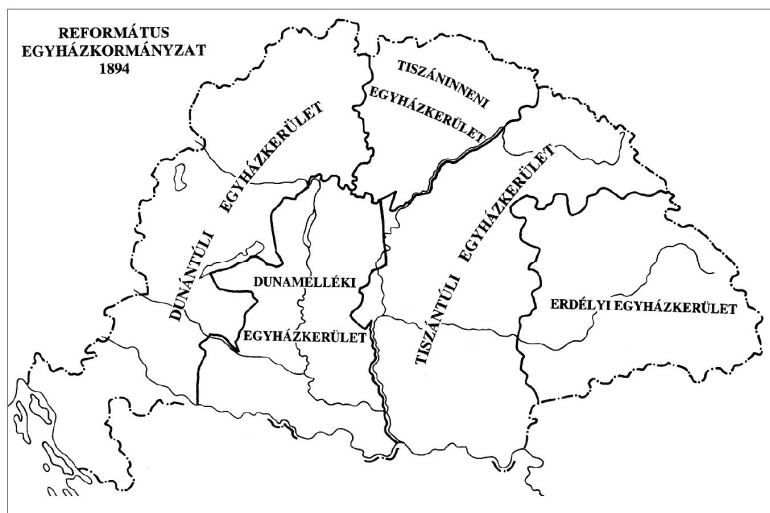 REFORMÁTUS
EGYHÁZKORMÁNYZAT
1894
TISZÁNINNENI
EGYHÁZKERÜLET
DUNÁNTÚLI EGYHÁZKERÜLET
TISZÁNTÚLI EGYHÁZKERÜLET
DUNAMELLÉKI
EGYHÁZKERÜLET
ERDÉLYI EGYHÁZKERÜLET